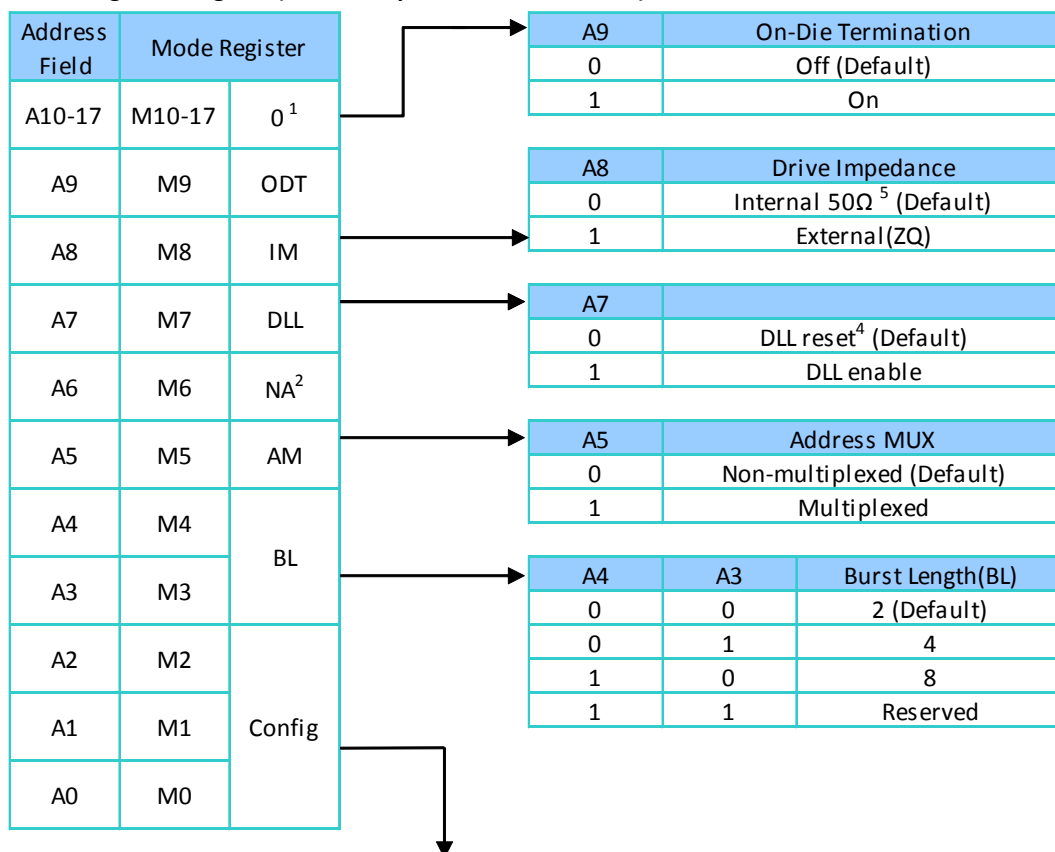 Address Field Mode Register
A10-17 M10-17 0¹
A9 M9 ODT
A8 M8 IM
A7 M7 DLL
A6 M6 NA²
A5 M5 AM
A4 M4 BL
A3 M3
A2 M2 Config
A1 M1
A0 M0
A9 On-Die Termination
0 Off (Default)
1 On
A8 Drive Impedance
0 Internal 50Ω ⁵ (Default)
1 External(ZQ)
A7
0 DLL reset⁴ (Default)
1 DLL enable
A5 Address MUX
0 Non-multiplexed (Default)
1 Multiplexed
A4 A3 Burst Length(BL)
0 0 2 (Default)
0 1 4
1 0 8
1 1 Reserved